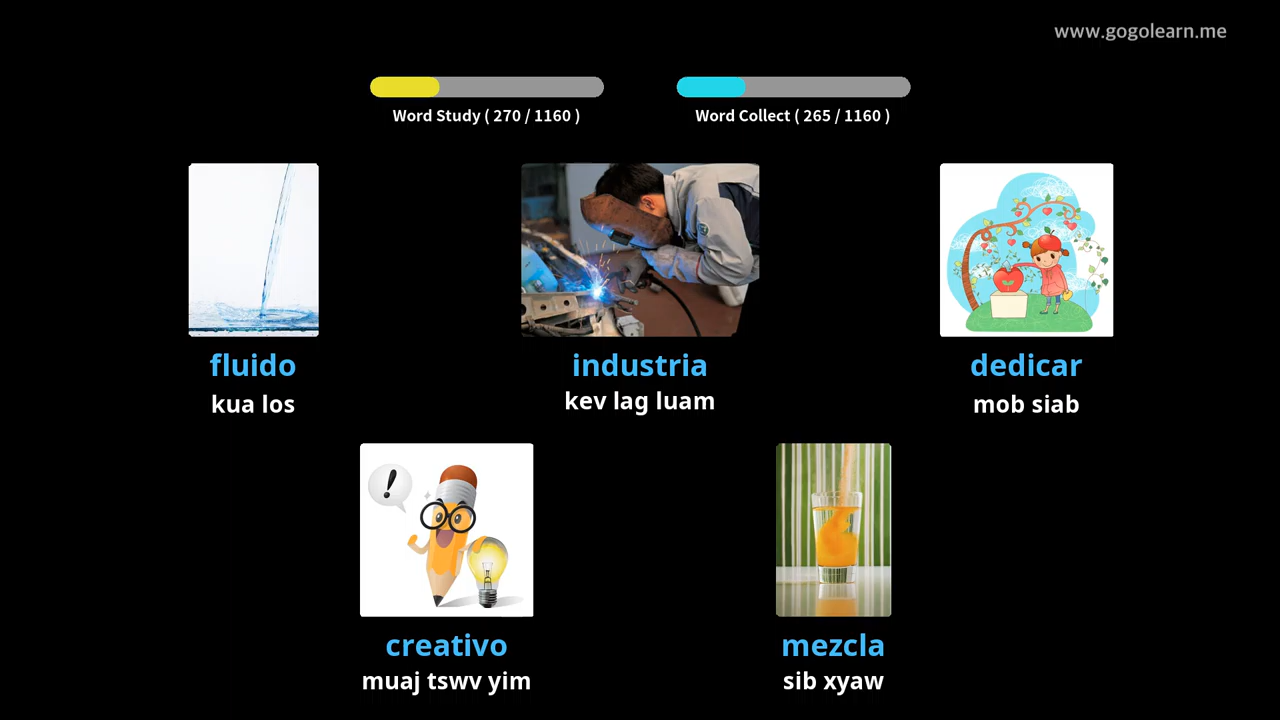 www.gogolearn.me
Word Study ( 270 / 1160 )
Word Collect ( 265 / 1160 )
fluido
kua los
industria
kev lag luam
dedicar
mob siab
!
creativo
muaj tswv yim
mezcla
sib xyaw